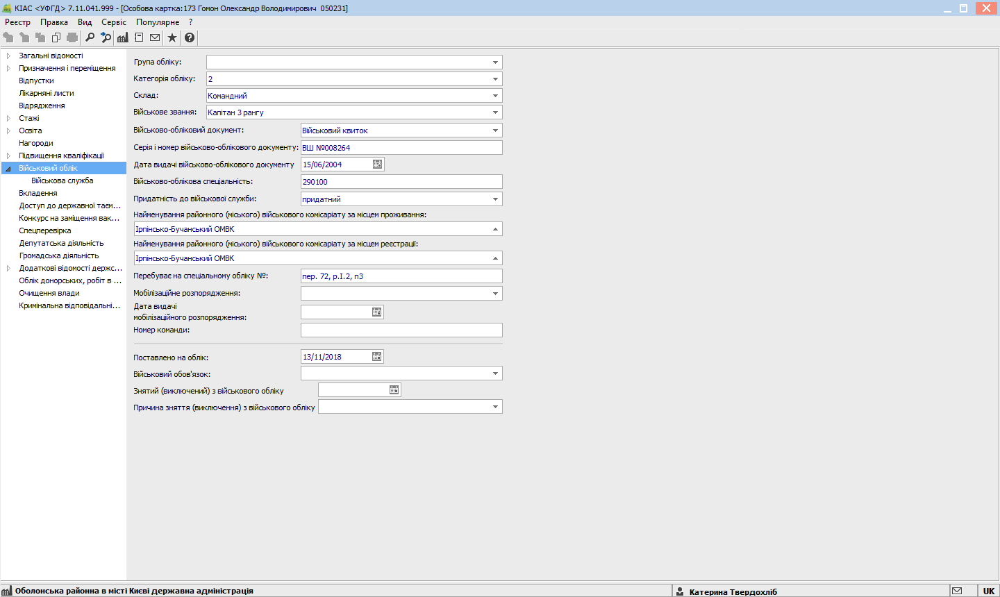 КІАС <УФГД> 7.11.041.999 - [Особова картка:173 Гомон Олександр Володимирович 050231]
Реєстр Правка Вид Сервіс Популярне ?
Загальні відомості
Призначення і переміщення
Відпустки
Лікарняні листи
Відрядження
Стажі
Освіта
Нагороди
Підвищення кваліфікації
Військовий облік
Військова служба
Вкладення
Доступ до державної таєм...
Конкурс на заміщення вак...
Спецперевірка
Депутатська діяльність
Громадська діяльність
Додаткові відомості держс...
Облік донорських, робіт в ...
Очищення влади
Кримінальна відповідальні...
Група обліку:
Категорія обліку: 2
Склад: Командний
Військове звання: Капітан 3 рангу
Військово-обліковий документ: Військовий квиток
Серія і номер військово-облікового документу: ВШ №008264
Дата видачі військово-облікового документу 15/06/2004
Військово-облікова спеціальність: 290100
Придатність до військової служби: придатний
Найменування районного (міського) військового комісаріату за місцем проживання:
Ірпінсько-Бучанський ОМВК
Найменування районного (міського) військового комісаріату за місцем реєстрації:
Ірпінсько-Бучанський ОМВК
Перебуває на спеціальному обліку №: пер. 72, р.І.2, п3
Мобілізаційне розпорядження:
Дата видачі
мобілізаційного розпорядження:
Номер команди:
Поставлено на облік: 13/11/2018
Військовий обов'язок:
Знятий (виключений) з військового обліку
Причина зняття (виключення) з військового обліку
Оболонська районна в місті Києві державна адміністрація
Катерина Твердохліб
UK